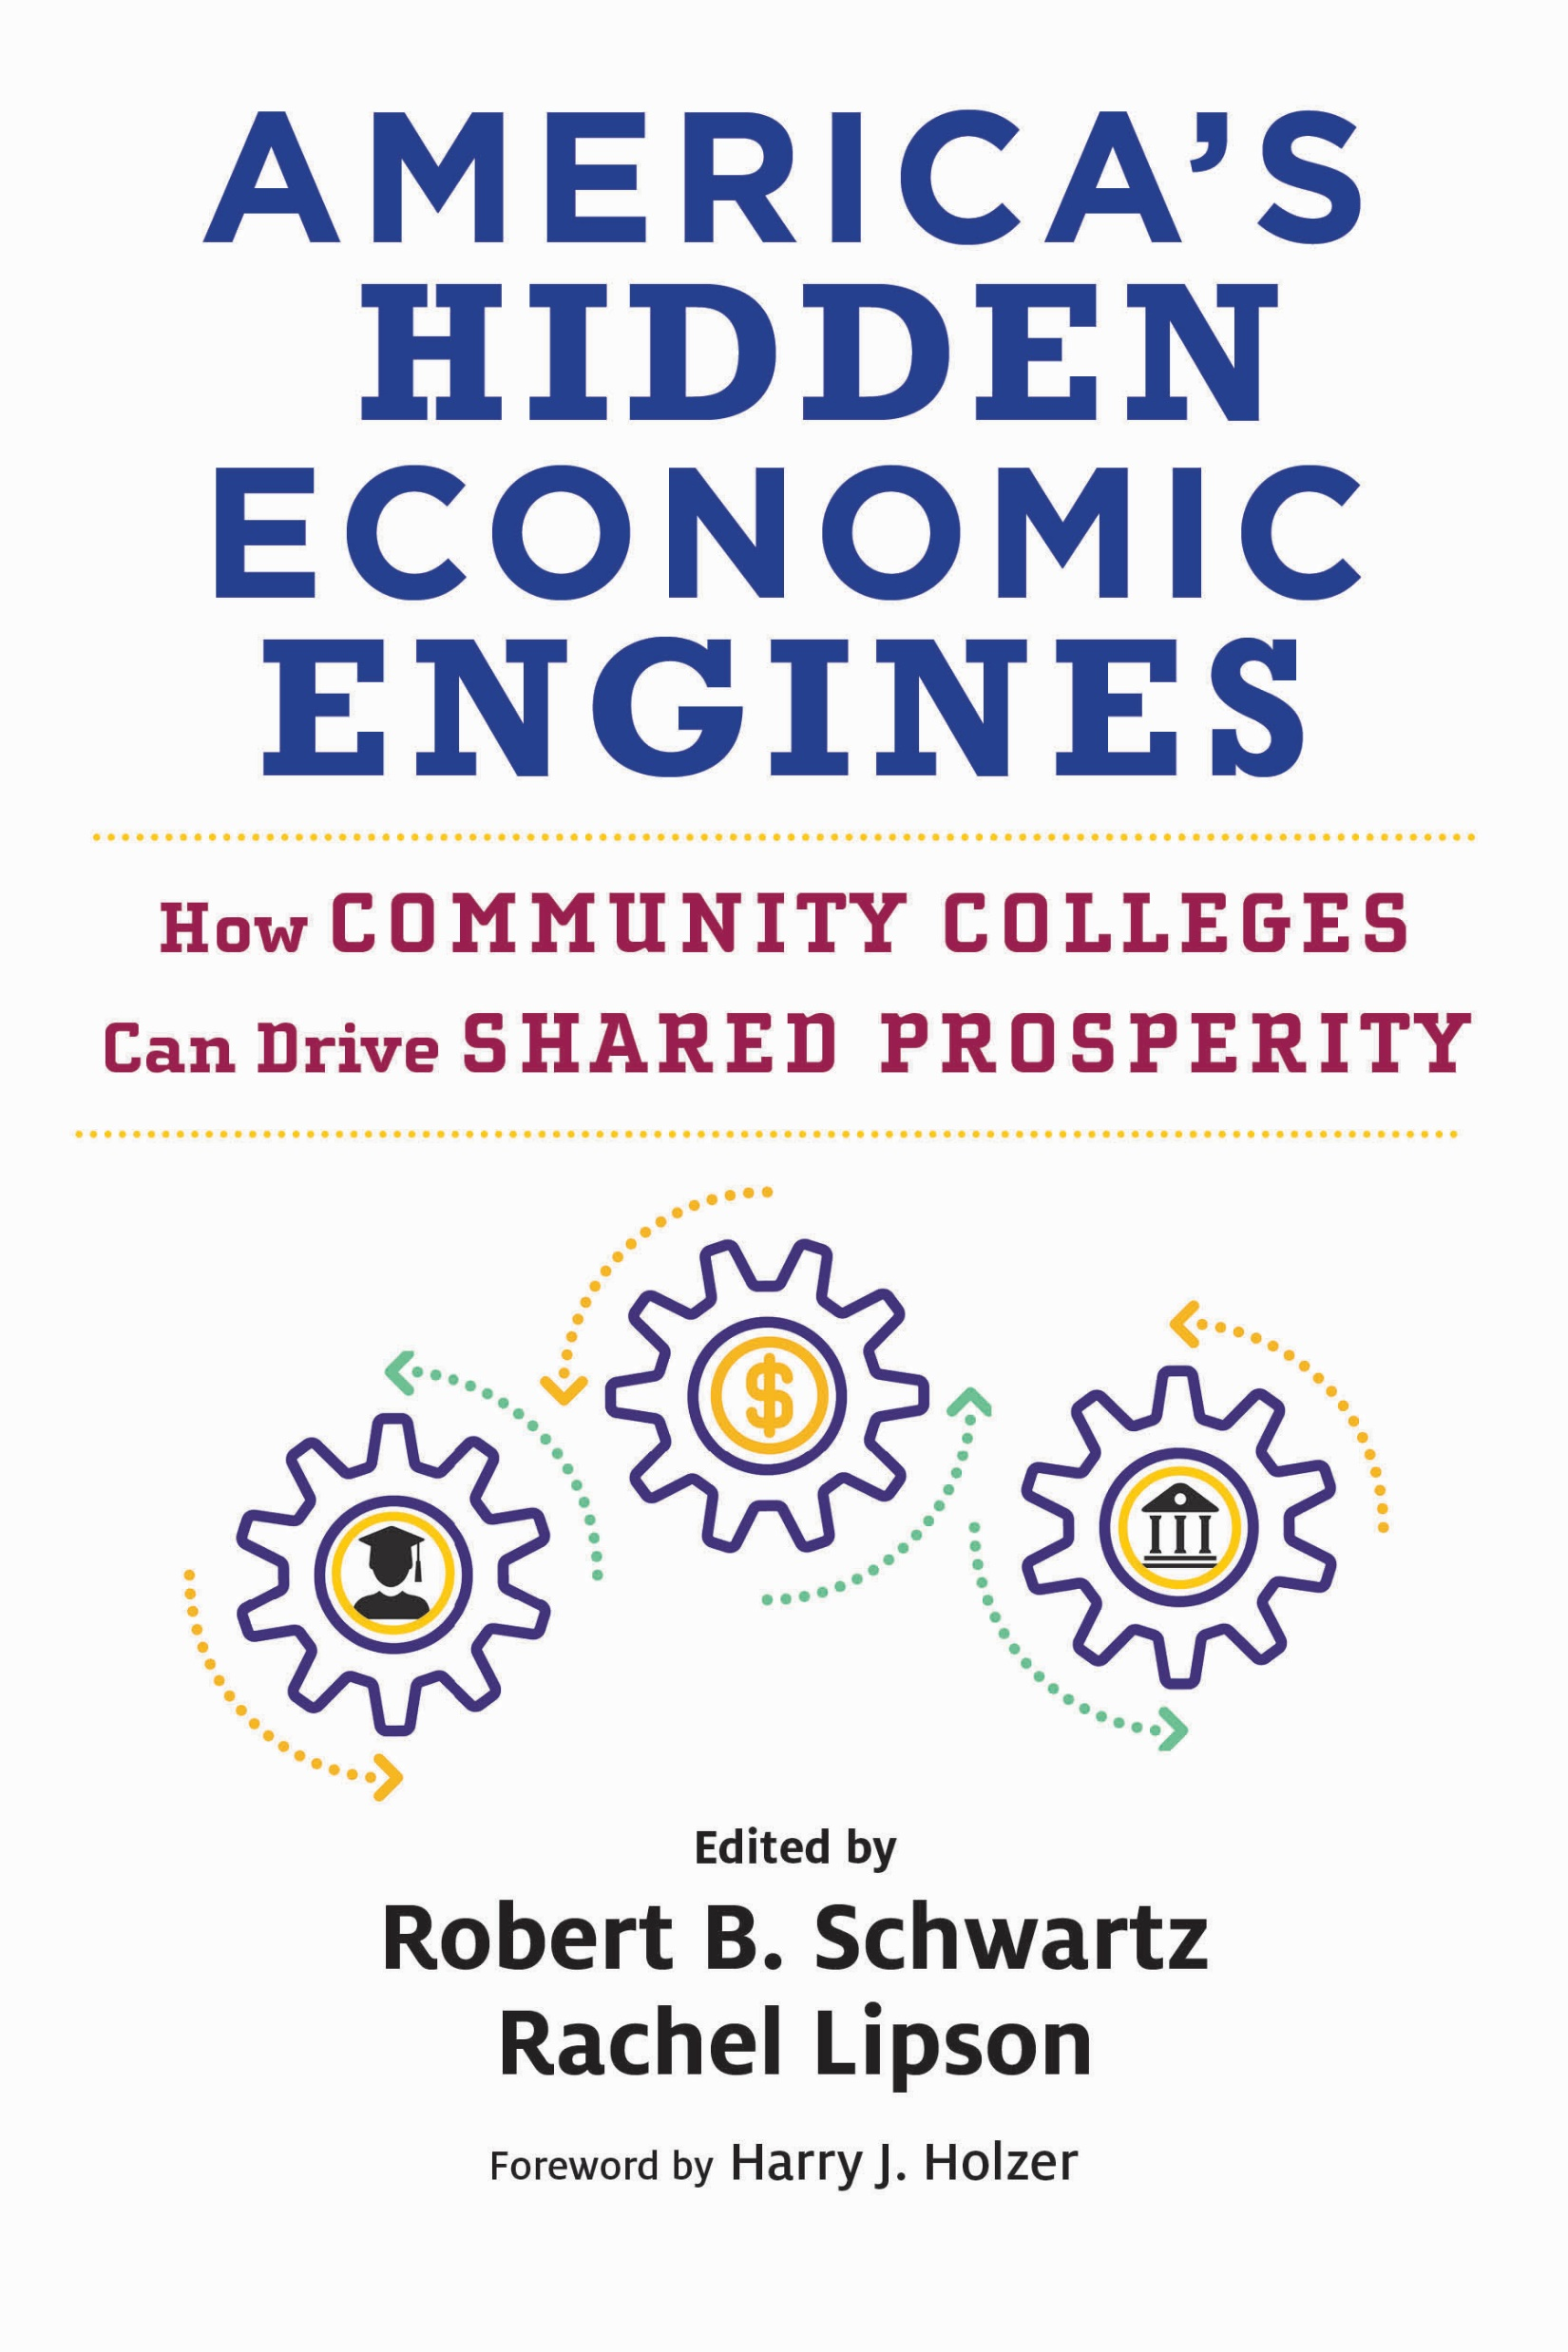 AMERICA'S
HIDDEN
ECONOMIC
ENGINES
How COMMUNITY COLLEGES
Can Drive SHARED PROSPERITY
$
Edited by
Robert B. Schwartz
Rachel Lipson
Foreword by Harry J. Holzer